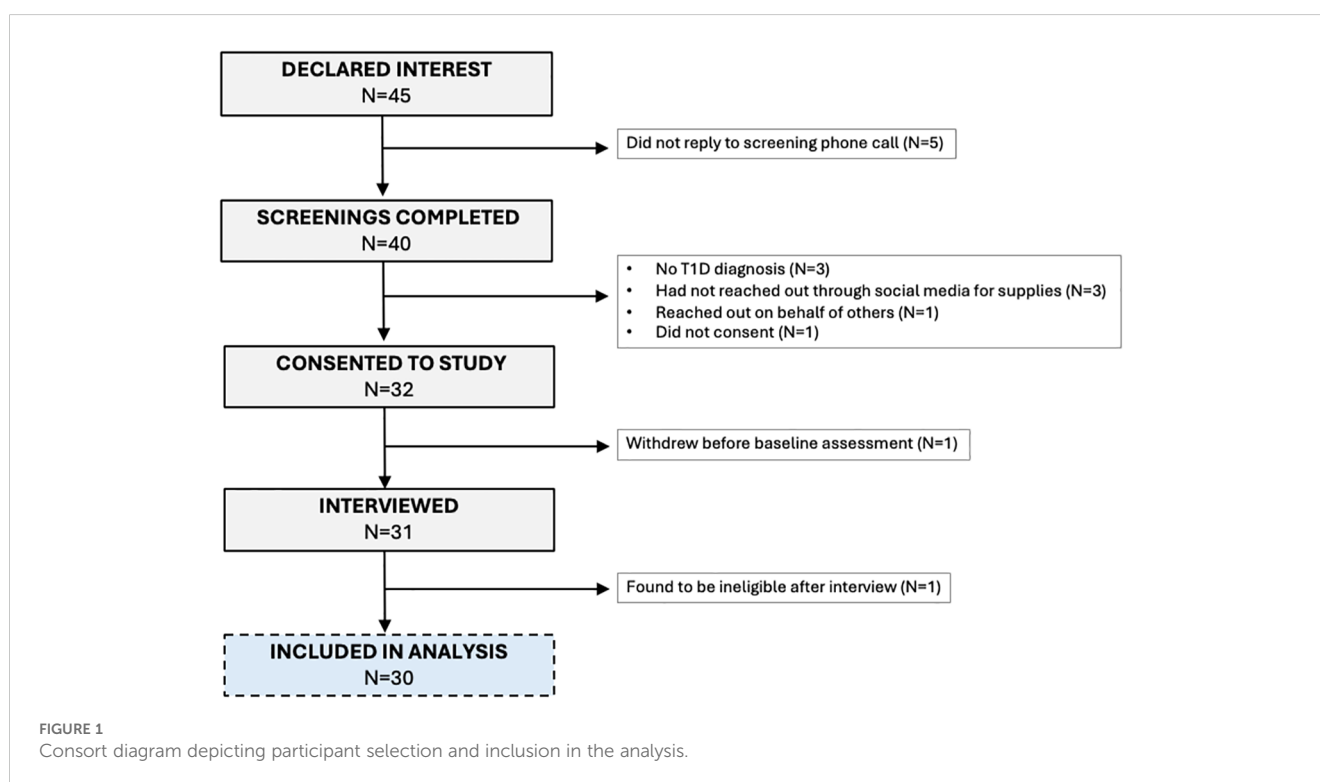 DECLARED INTEREST
N=45
Did not reply to screening phone call (N=5)
SCREENINGS COMPLETED
N=40
• No T1D diagnosis (N=3)
• Had not reached out through social media for supplies (N=3)
• Reached out on behalf of others (N=1)
• Did not consent (N=1)
CONSENTED TO STUDY
N=32
Withdrew before baseline assessment (N=1)
INTERVIEWED
N=31
Found to be ineligible after interview (N=1)
INCLUDED IN ANALYSIS
N=30
FIGURE 1
Consort diagram depicting participant selection and inclusion in the analysis.